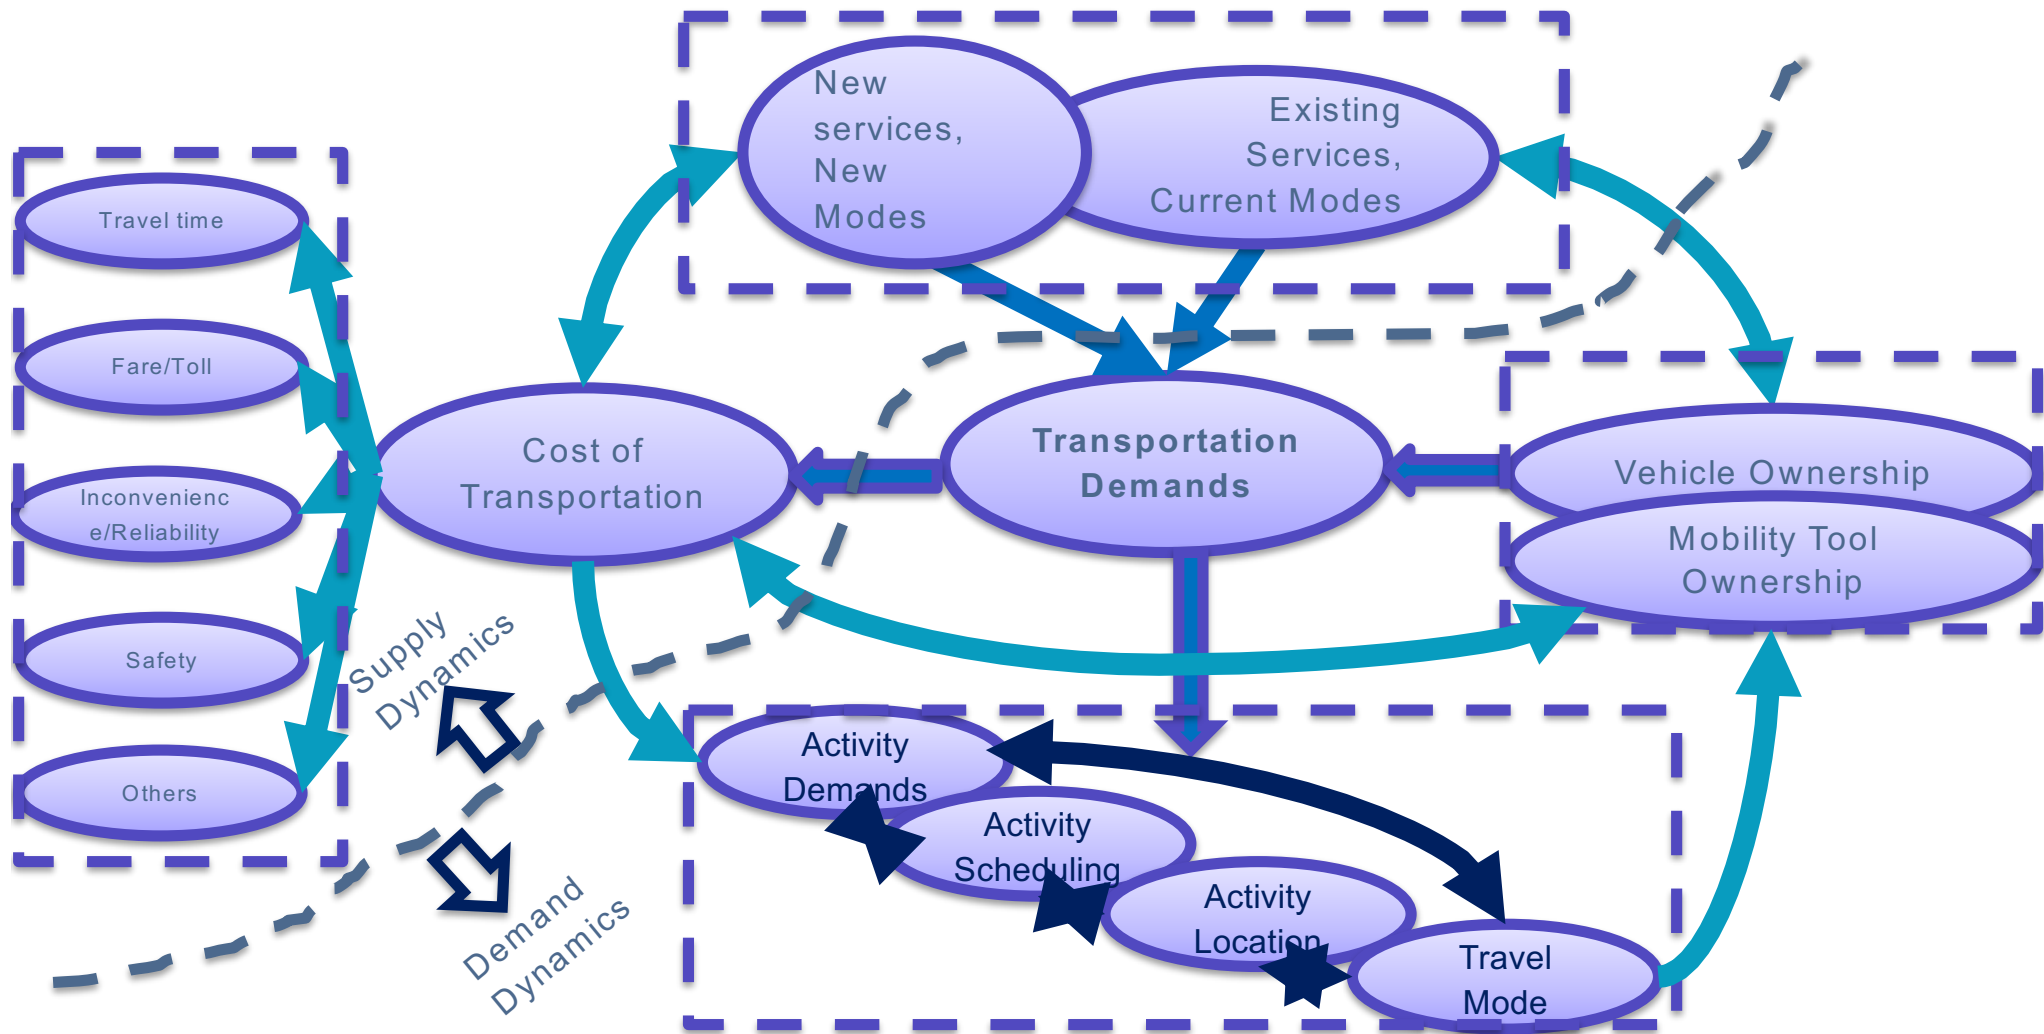 New
services,
New
Modes
Existing
Services,
Current Modes
Travel time
Fare/Toll
Inconvenienc
e/Reliability
Safety
Others
Cost of
Transportation
Transportation
Demands
Vehicle Ownership
Mobility Tool
Ownership
Supply
Dynamics
Demand
Dynamics
Activity
Demands
Activity
Scheduling
Activity
Location
Travel
Mode